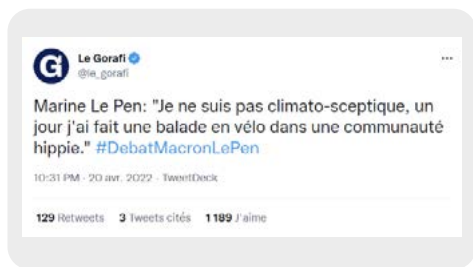 Le Gorafi
@le_gorafi
Marine Le Pen: "Je ne suis pas climato-sceptique, un
jour j'ai fait une balade en vélo dans une communauté
hippie." #DebatMacronLePen
10:31 PM · 20 avr. 2022 · TweetDeck
129 Retweets 3 Tweets cités 1 189 J'aime